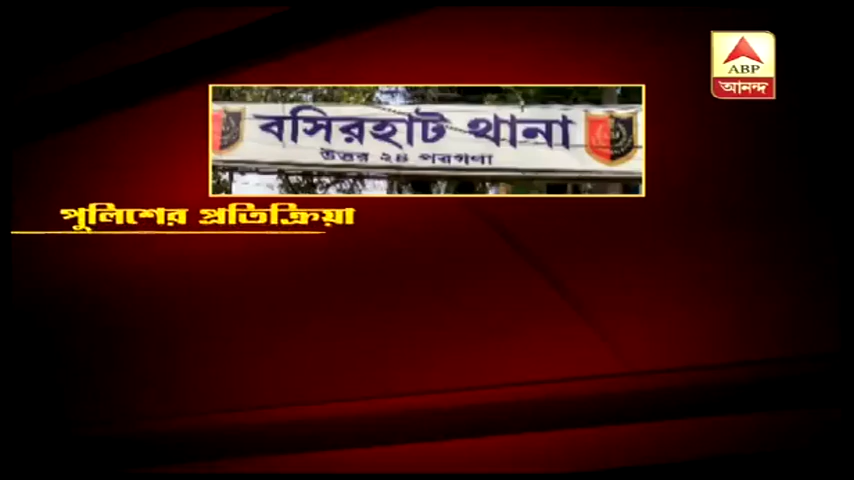 ABP
আনন্দ
বসিরহাট থানা
উত্তর ২৪ পরগণা
পুলিশের প্রতিক্রিয়া